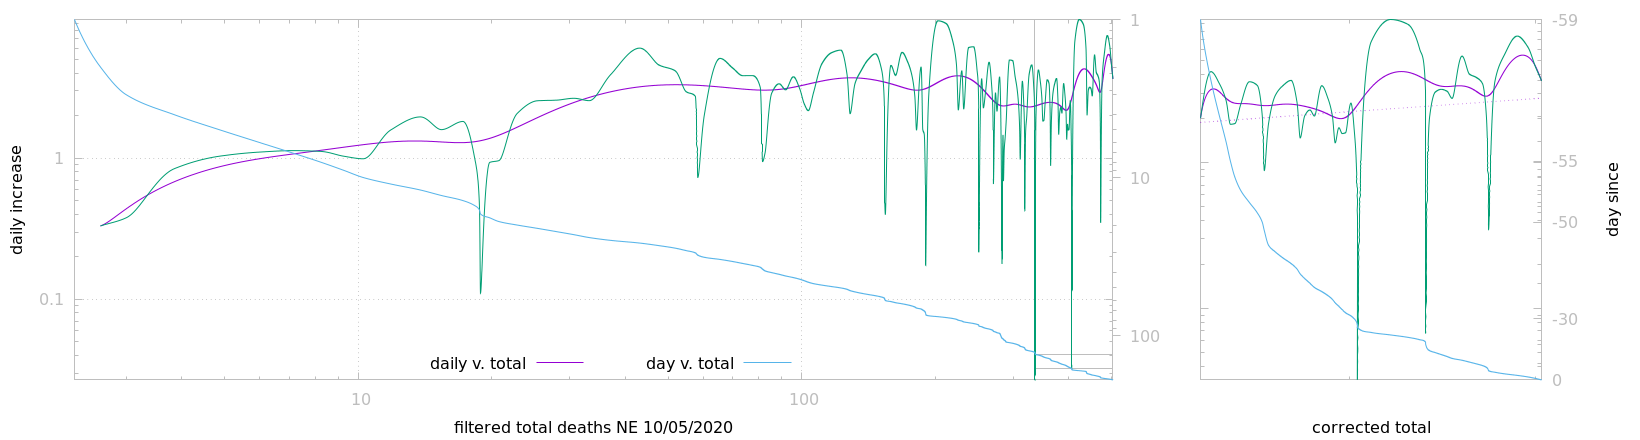 1
-59
daily increase
1
10
-55
-50
day since
0.1
-30
100
daily v. total
day v. total
0
10
100
filtered total deaths NE 10/05/2020
corrected total